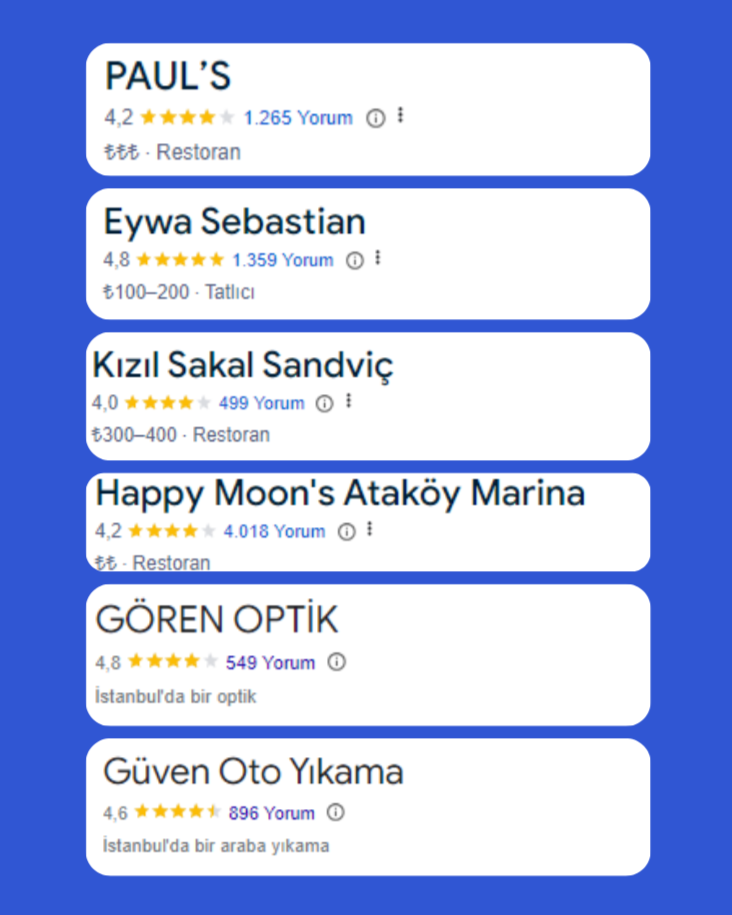 PAUL’S
4,2 1.265 Yorum
₺₺₺ · Restoran
Eywa Sebastian
4,8 1.359 Yorum
₺100–200 · Tatlıcı
Kızıl Sakal Sandviç
4,0 499 Yorum
₺300–400 · Restoran
Happy Moon's Ataköy Marina
4,2 4.018 Yorum
₺₺ · Restoran
GÖREN OPTİK
4,8 549 Yorum
İstanbul'da bir optik
Güven Oto Yıkama
4,6 896 Yorum
İstanbul'da bir araba yıkama